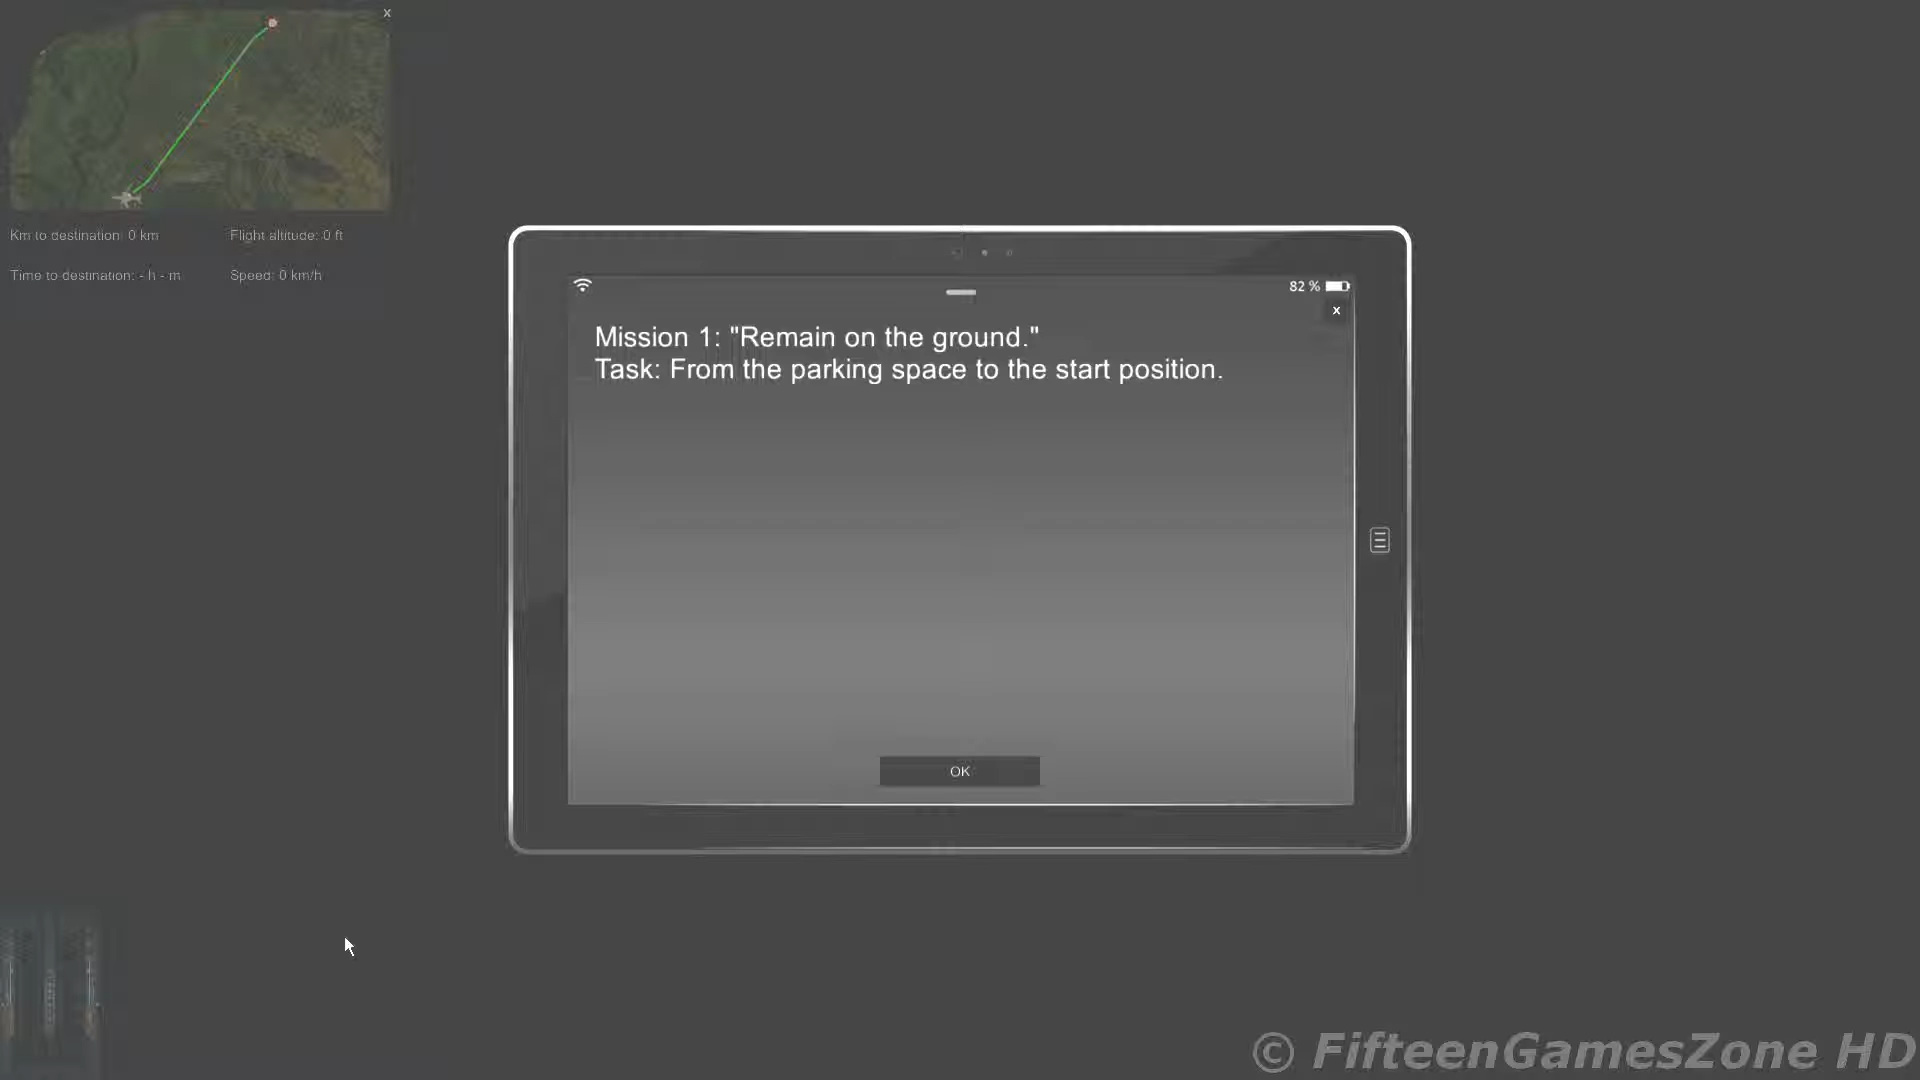 x
Km to destination: 0 km
Flight altitude: 0 ft
Time to destination: - h - m
Speed: 0 km/h
82 %
x
Mission 1: "Remain on the ground."
Task: From the parking space to the start position.
OK
© FifteenGamesZone HD